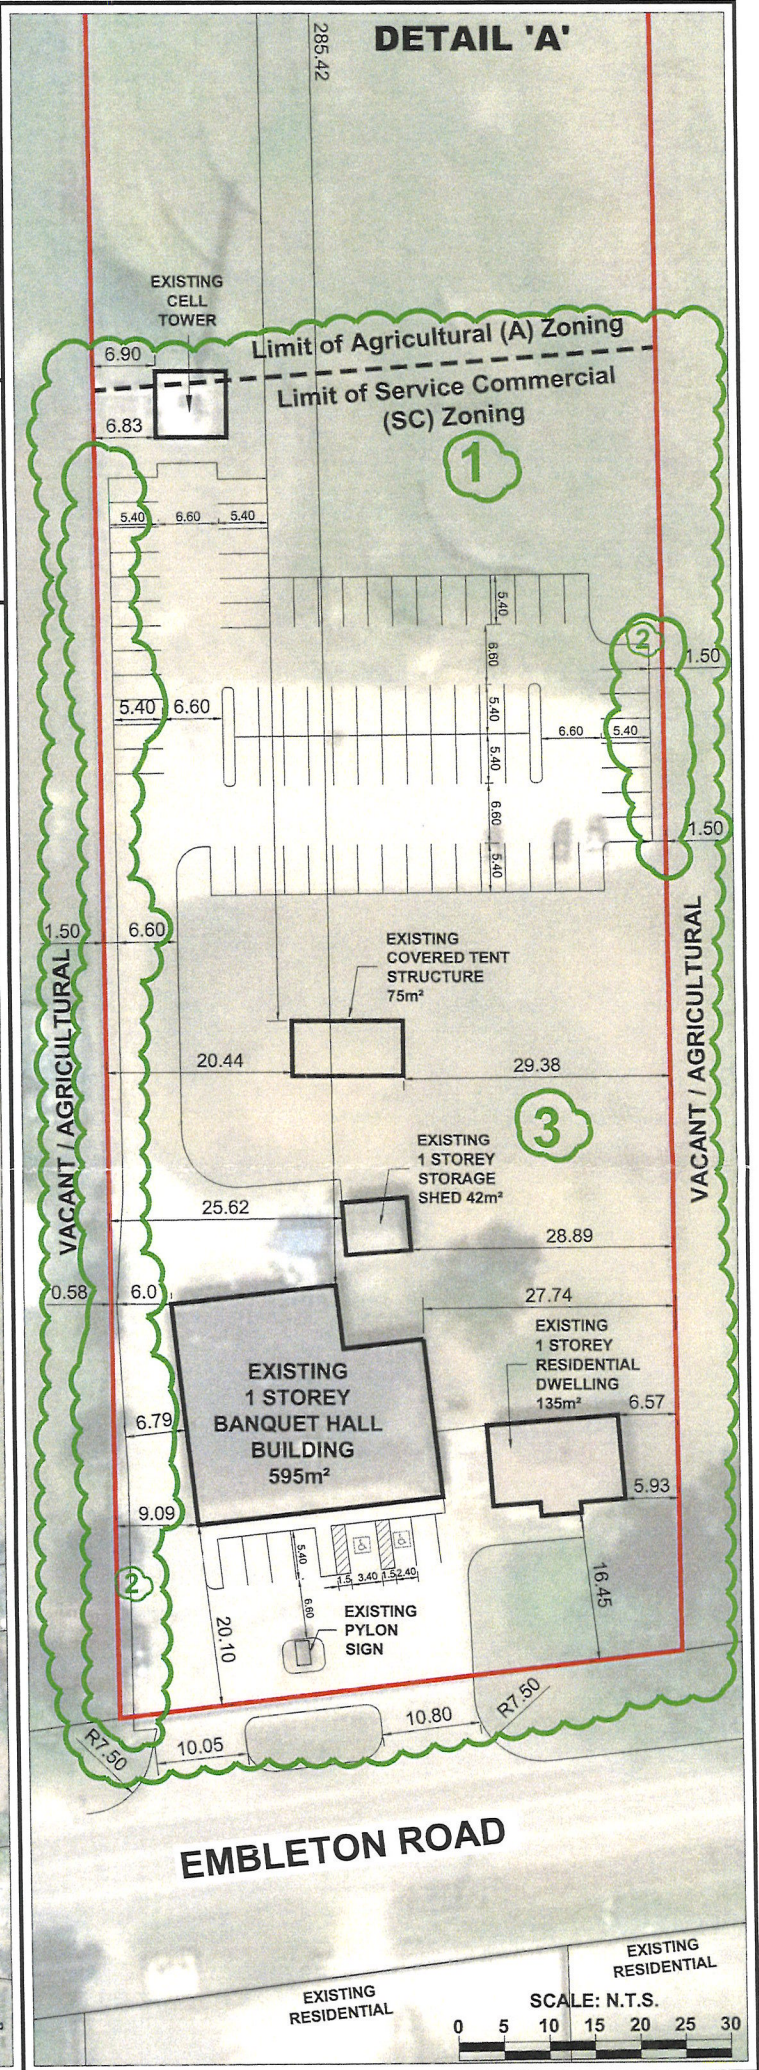 DETAIL 'A'
285.42
EXISTING
CELL
TOWER
Limit of Agricultural (A) Zoning
6.90
Limit of Service Commercial
(SC) Zoning
6.83
1
5.40
6.60
5.40
5.40
2
6.60
1.50
5.40
6.60
5.40
6.60
5.40
5.40
6.60
1.50
5.40
1.50
6.60
EXISTING
COVERED TENT
STRUCTURE
75m²
VACANT / AGRICULTURAL
VACANT / AGRICULTURAL
20.44
29.38
3
EXISTING
1 STOREY
STORAGE
SHED 42m²
25.62
28.89
0.58
6.0
27.74
EXISTING
1 STOREY
RESIDENTIAL
DWELLING
135m²
EXISTING
1 STOREY
BANQUET HALL
BUILDING
595m²
6.57
6.79
5.93
9.09
5.40
1.5
3.40
1.5
2.40
2
6.60
16.45
20.10
EXISTING
PYLON
SIGN
R7.50
10.05
10.80
R7.50
EMBLETON ROAD
EXISTING
RESIDENTIAL
EXISTING
RESIDENTIAL
SCALE: N.T.S.
0 5 10 15 20 25 30